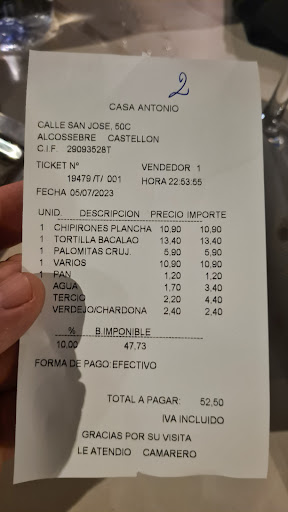 2
CASA ANTONIO
CALLE SAN JOSE, 50C
ALCOSSEBRE CASTELLON
C.I.F. 29093528T
TICKET Nº VENDEDOR 1
19479 /T/ 001 HORA 22:53:55
FECHA 05/07/2023
UNID. DESCRIPCION PRECIO IMPORTE
1 CHIPIRONES PLANCHA 10,90 10,90
1 TORTILLA BACALAO 13,40 13,40
1 PALOMITAS CRUJ. 5,90 5,90
1 VARIOS 10,90 10,90
1 PAN 1,20 1,20
AGUA 1,70 3,40
TERCIO 2,20 4,40
VERDEJO/CHARDONA 2,40 2,40
% B.IMPONIBLE
10,00 47,73
FORMA DE PAGO:EFECTIVO
TOTAL A PAGAR: 52,50
IVA INCLUIDO
GRACIAS POR SU VISITA
LE ATENDIO CAMARERO